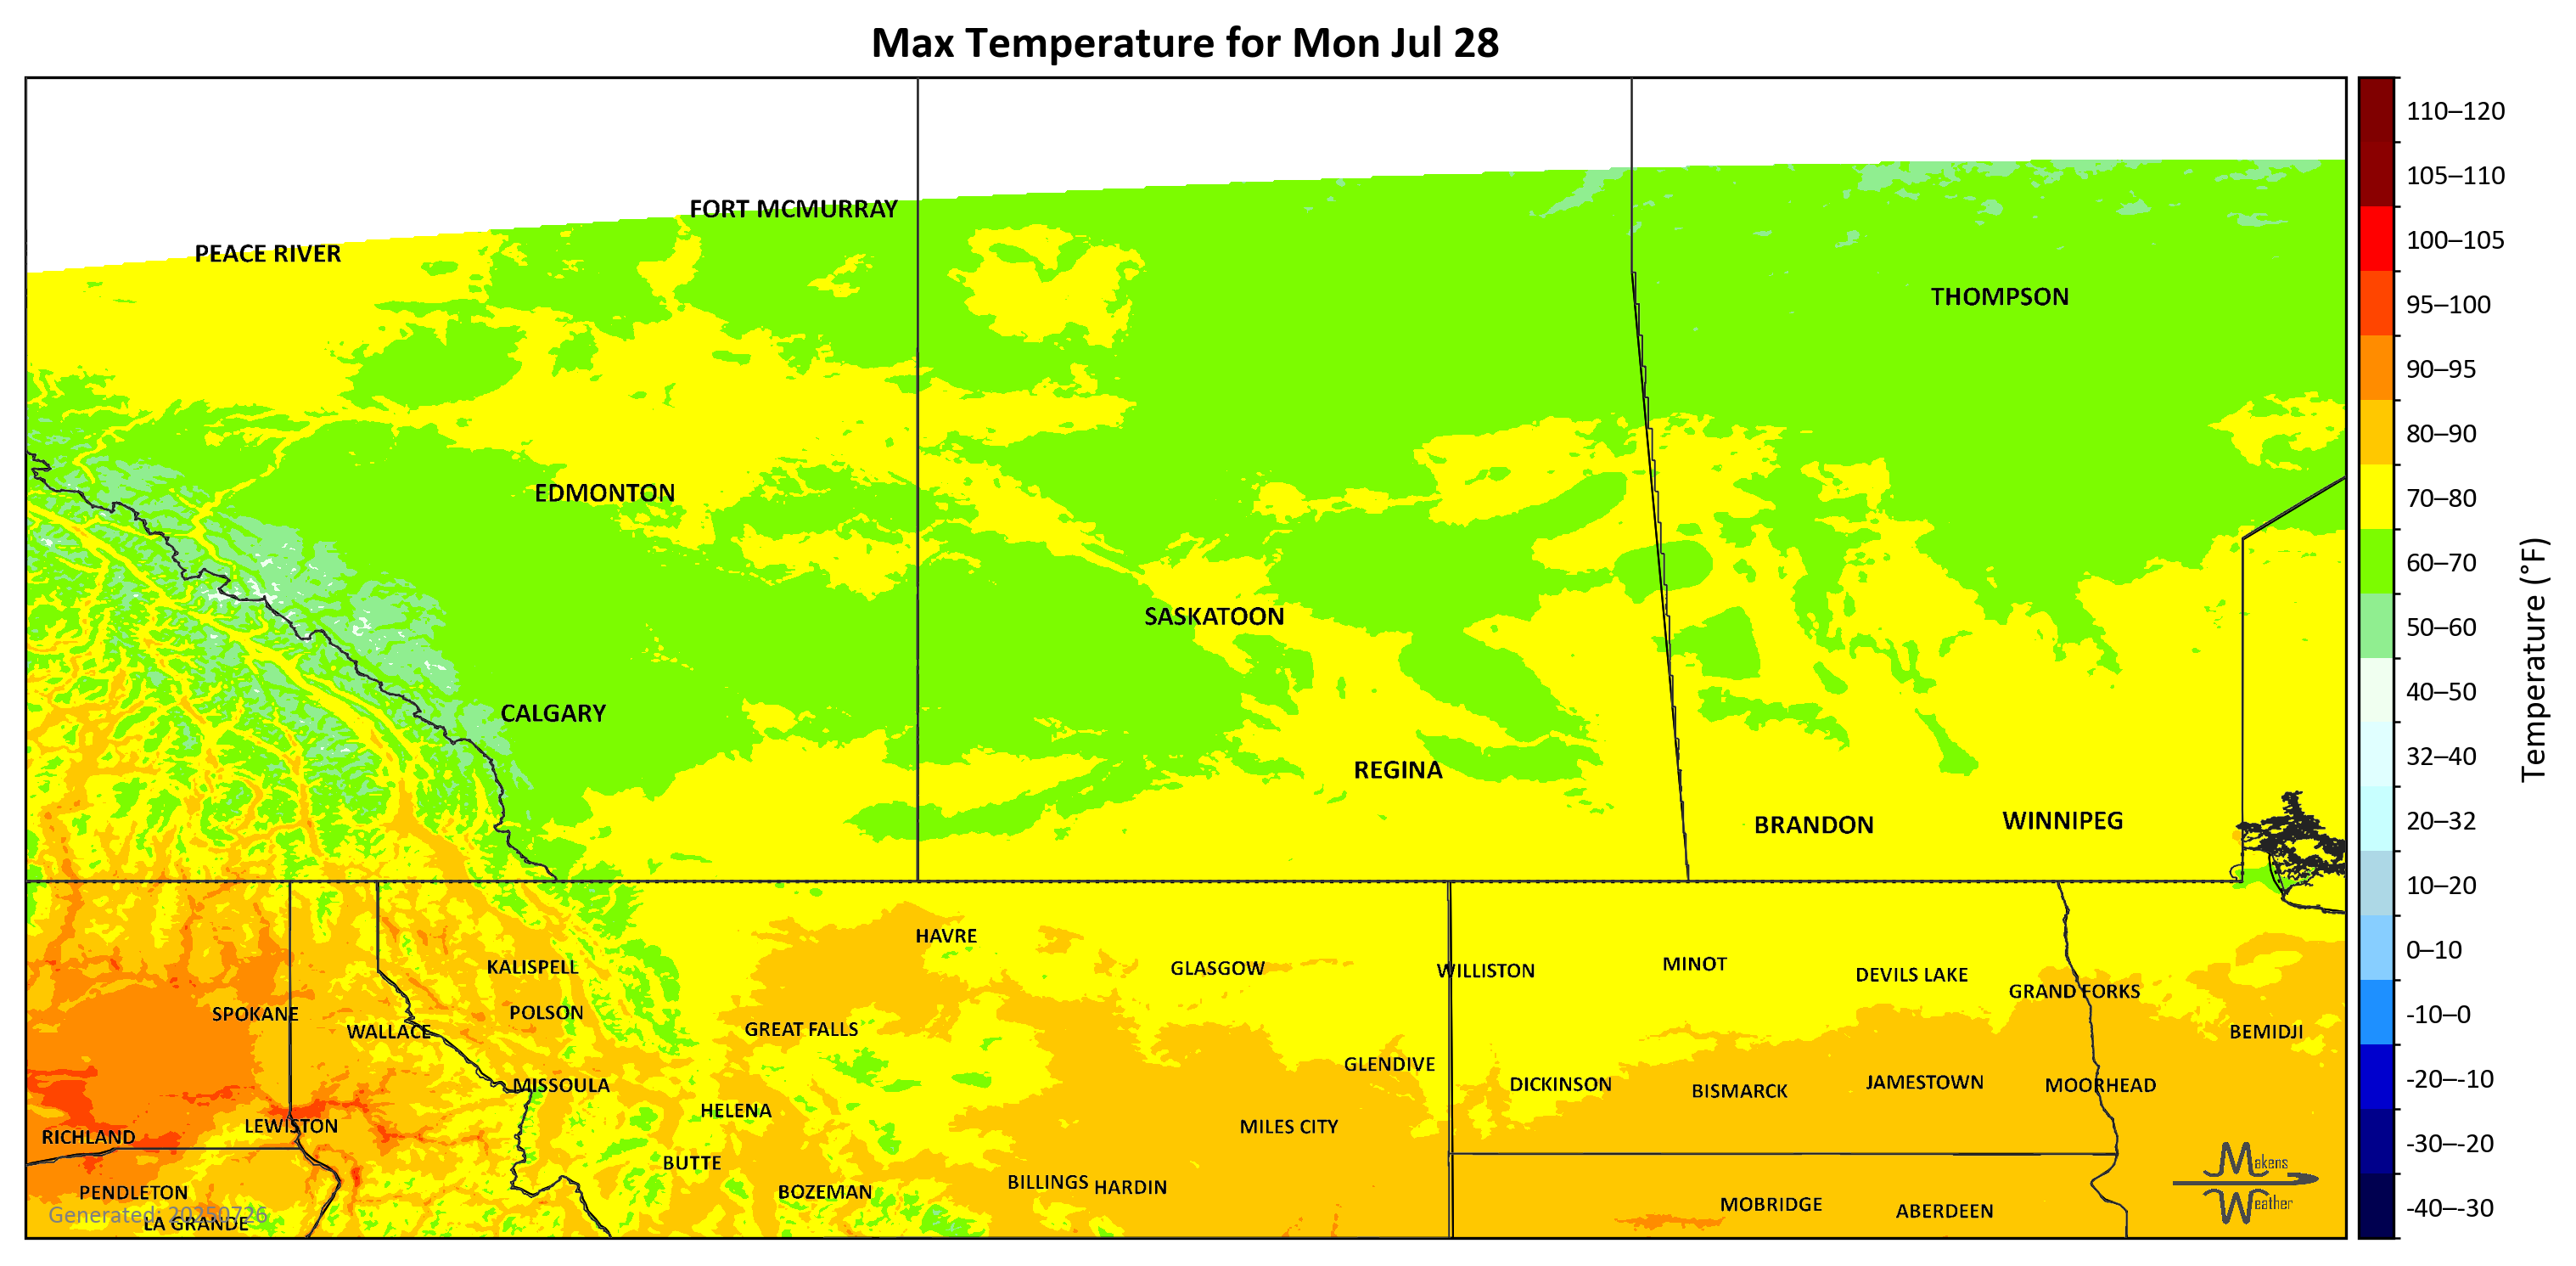 Max Temperature for Mon Jul 28
FORT MCMURRAY
PEACE RIVER
THOMPSON
EDMONTON
SASKATOON
CALGARY
REGINA
BRANDON
WINNIPEG
HAVRE
KALISPELL
GLASGOW
WILLISTON
MINOT
DEVILS LAKE
GRAND FORKS
SPOKANE
POLSON
WALLACE
GREAT FALLS
BEMIDJI
GLENDIVE
MISSOULA
DICKINSON
BISMARCK
JAMESTOWN
MOORHEAD
HELENA
LEWISTON
MILES CITY
RICHLAND
BUTTE
BILLINGS
HARDIN
PENDLETON
BOZEMAN
MOBRIDGE
ABERDEEN
Generated: 20250726
LA GRANDE
Makens
Weather
110–120
105–110
100–105
95–100
90–95
80–90
70–80
60–70
50–60
40–50
32–40
20–32
10–20
0–10
-10–0
-20–-10
-30–-20
-40–-30
Temperature (°F)